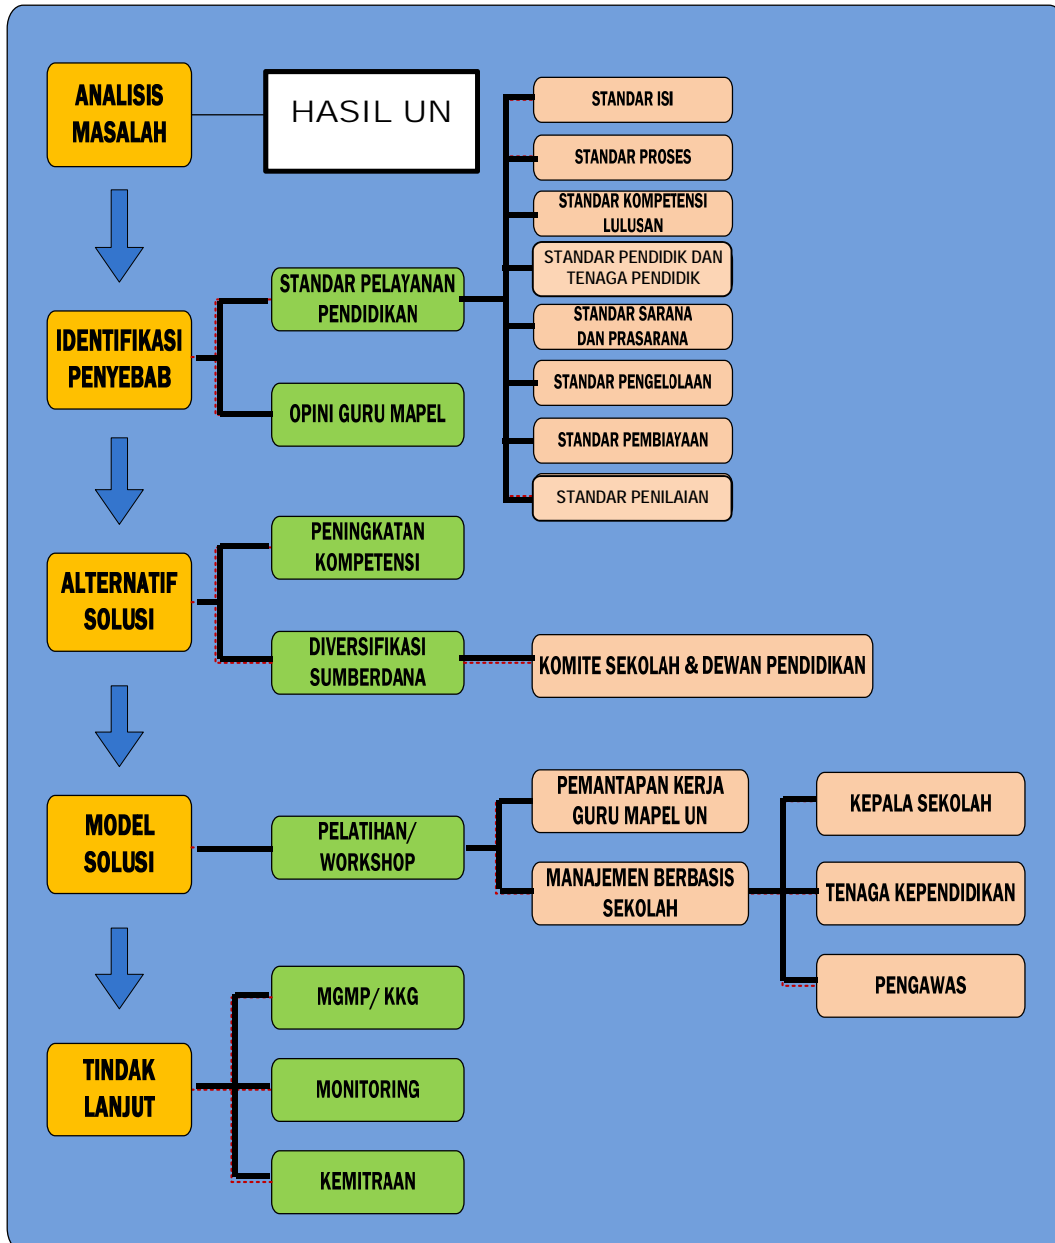 ANALISIS
MASALAH
HASIL UN
STANDAR ISI
STANDAR PROSES
STANDAR KOMPETENSI
LULUSAN
STANDAR PENDIDIK DAN
TENAGA PENDIDIK
STANDAR SARANA
DAN PRASARANA
STANDAR PENGELOLAAN
STANDAR PEMBIAYAAN
STANDAR PENILAIAN
IDENTIFIKASI
PENYEBAB
STANDAR PELAYANAN
PENDIDIKAN
OPINI GURU MAPEL
ALTERNATIF
SOLUSI
PENINGKATAN
KOMPETENSI
DIVERSIFIKASI
SUMBERDANA
KOMITE SEKOLAH & DEWAN PENDIDIKAN
MODEL
SOLUSI
PELATIHAN/
WORKSHOP
PEMANTAPAN KERJA
GURU MAPEL UN
MANAJEMEN BERBASIS
SEKOLAH
KEPALA SEKOLAH
TENAGA KEPENDIDIKAN
PENGAWAS
TINDAK
LANJUT
MGMP/ KKG
MONITORING
KEMITRAAN